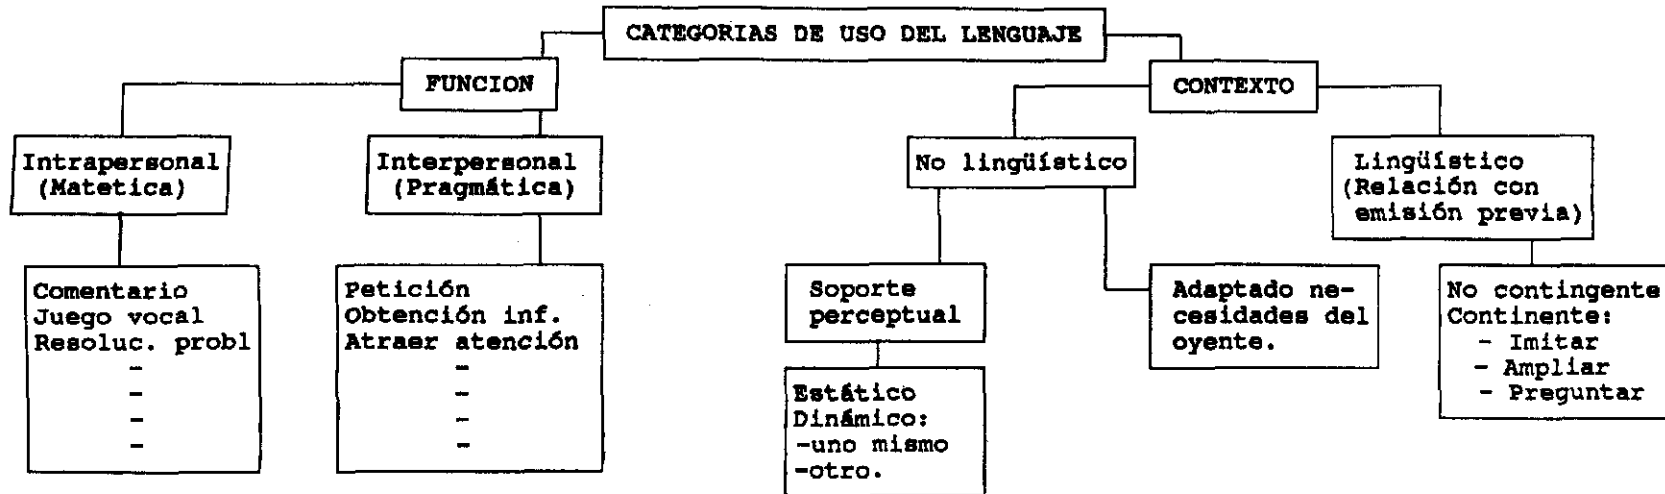 CATEGORIAS DE USO DEL LENGUAJE
FUNCION
CONTEXTO
Intrapersonal
(Matetica)
Interpersonal
(Pragmática)
No lingüístico
Lingüístico
(Relación con
emisión previa)
Comentario
Juego vocal
Resoluc. probl
-
-
-
-
Petición
Obtención inf.
Atraer atención
-
-
-
-
Soporte
perceptual
Adaptado ne-
cesidades del
oyente.
No contingente
Continente:
- Imitar
- Ampliar
- Preguntar
Estático
Dinámico:
-uno mismo
-otro.